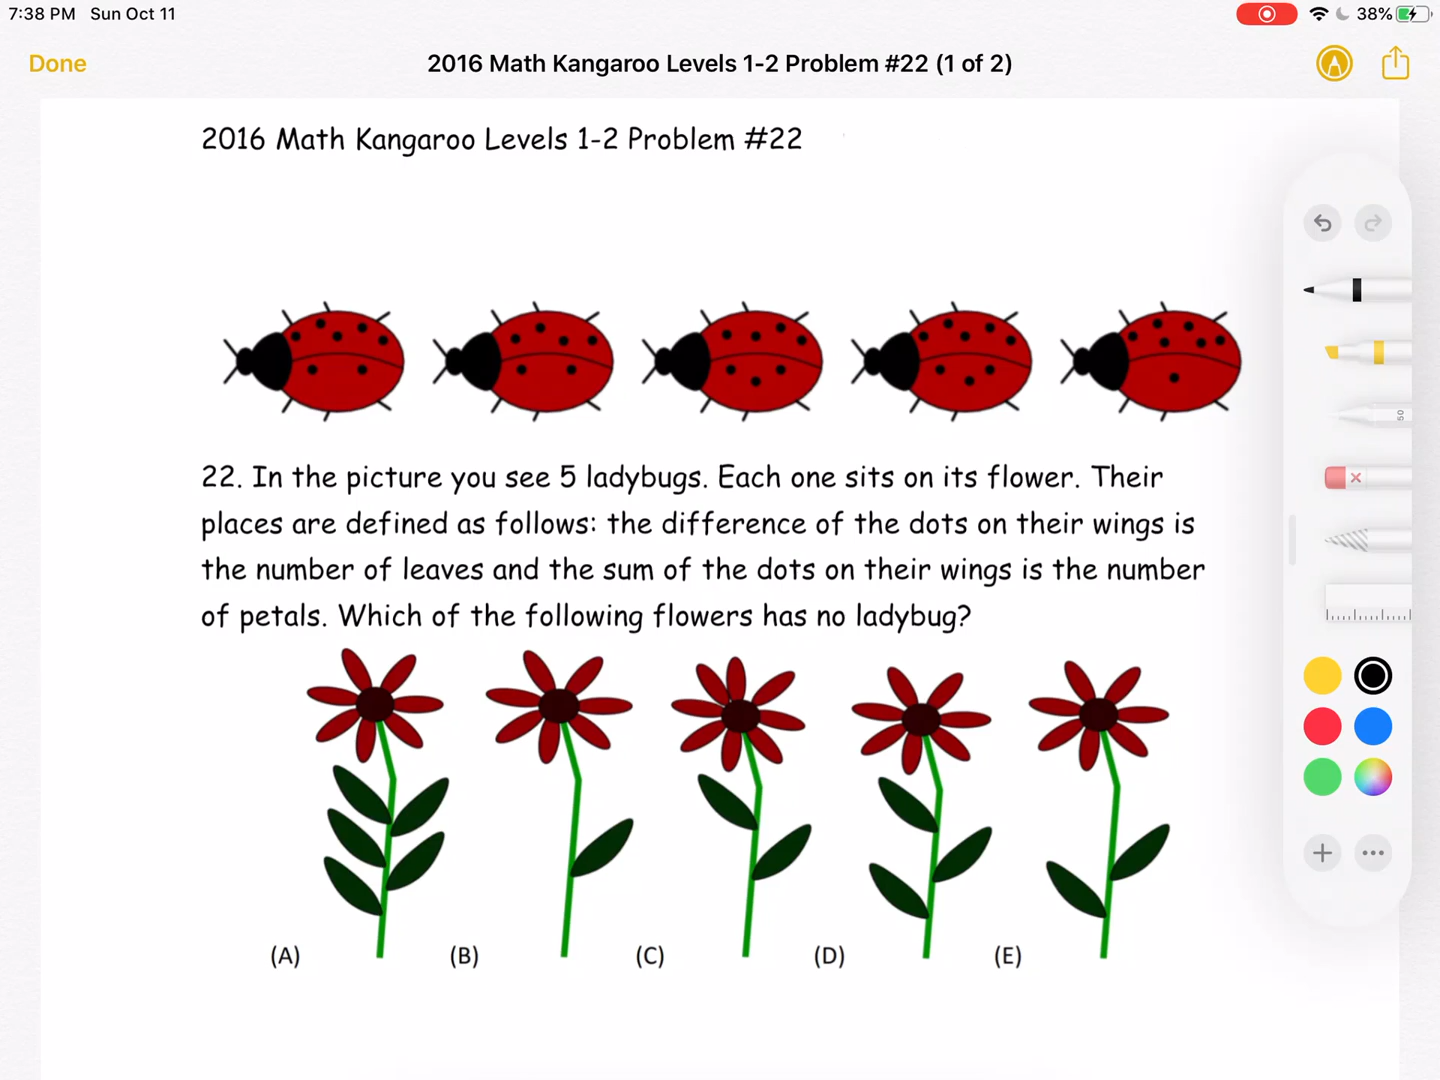 7:38 PM Sun Oct 11
38%
Done
2016 Math Kangaroo Levels 1-2 Problem #22 (1 of 2)
2016 Math Kangaroo Levels 1-2 Problem #22
50
22. In the picture you see 5 ladybugs. Each one sits on its flower. Their
places are defined as follows: the difference of the dots on their wings is
the number of leaves and the sum of the dots on their wings is the number
of petals. Which of the following flowers has no ladybug?
(A) (B) (C) (D) (E)